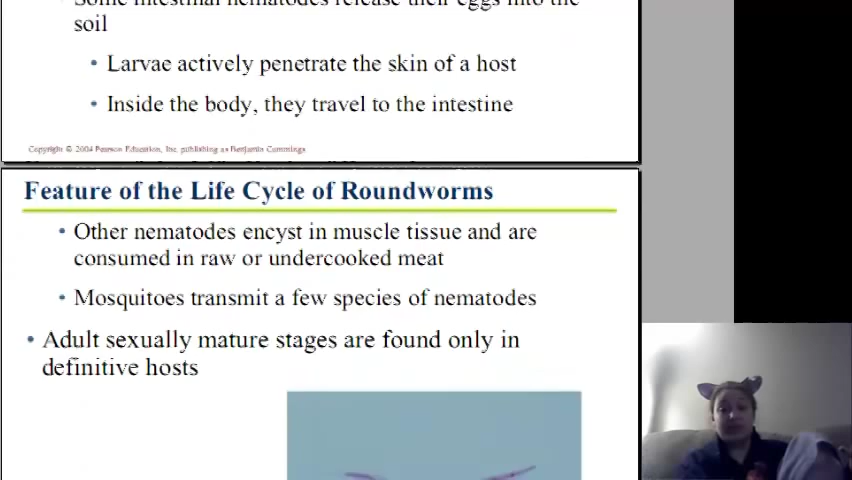 Some intestinal nematodes release their eggs into the
soil
• Larvae actively penetrate the skin of a host
• Inside the body, they travel to the intestine
Copyright © 2004 Pearson Education, Inc. publishing as Benjamin Cummings
Feature of the Life Cycle of Roundworms
• Other nematodes encyst in muscle tissue and are
consumed in raw or undercooked meat
• Mosquitoes transmit a few species of nematodes
• Adult sexually mature stages are found only in
definitive hosts